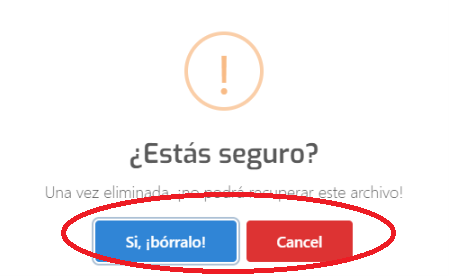 !
¿Estás seguro?
Una vez eliminada, ¡no podrá recuperar este archivo!
Si, ¡bórralo!
Cancel